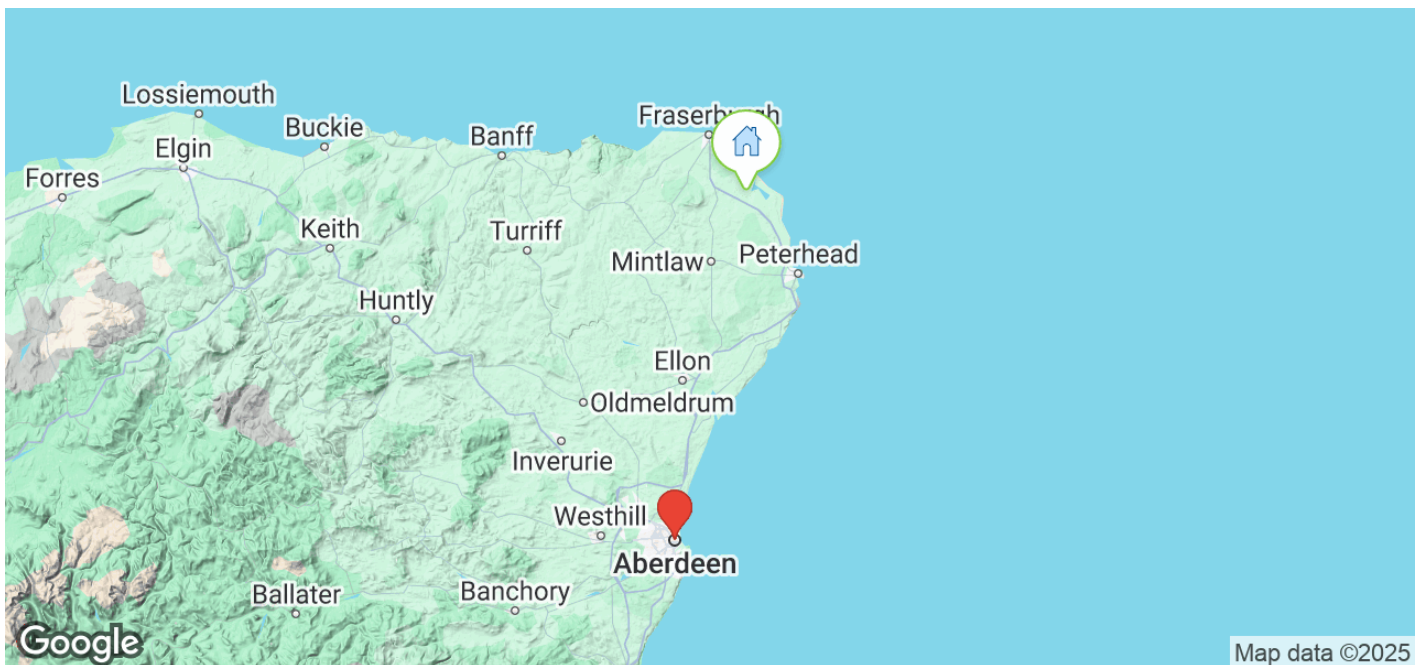 Lossiemouth
Fraserburgh
Buckie
Banff
Elgin
Forres
Keith
Turriff
Mintlaw
Peterhead
Huntly
Ellon
Oldmeldrum
Inverurie
Westhill
Aberdeen
Ballater
Banchory
Google
Map data ©2025